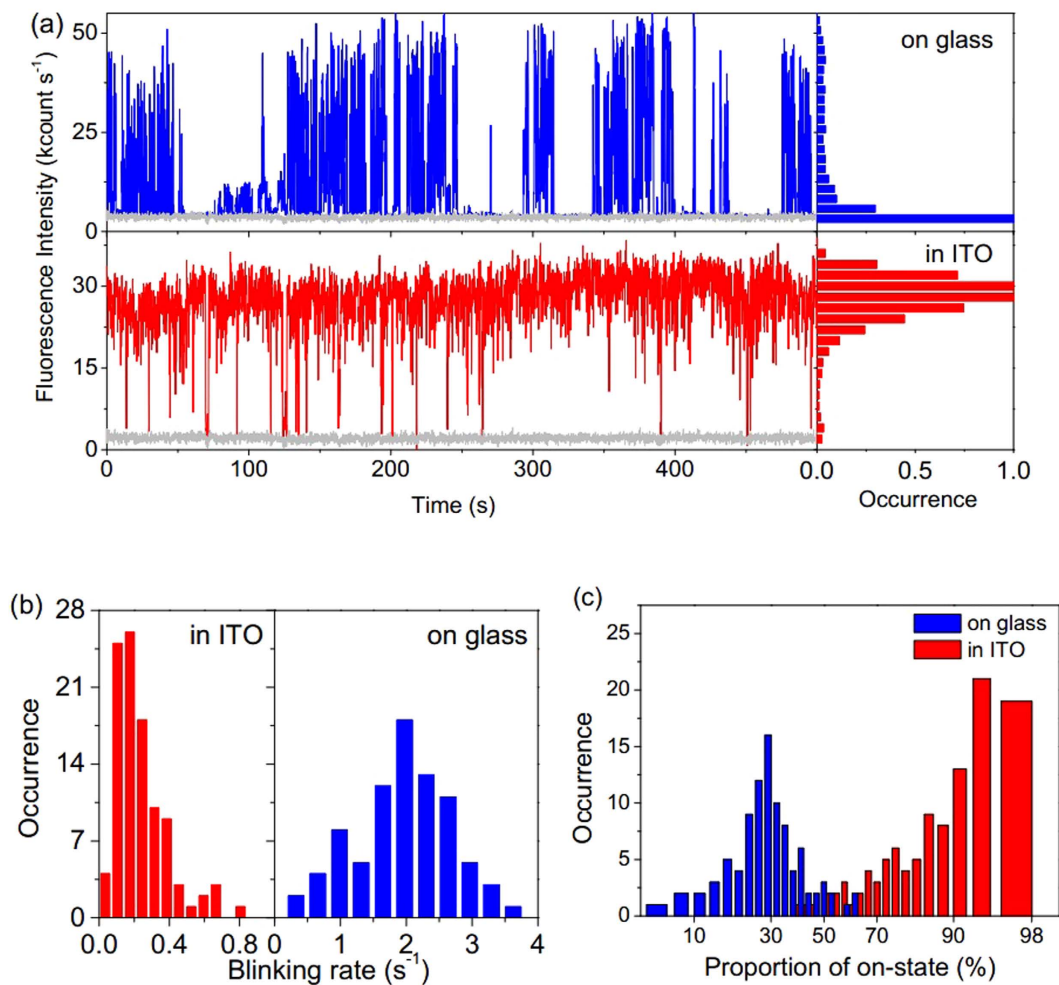 (a)
on glass
50
25
0
Fluorescence Intensity (kcount s⁻¹)
in ITO
30
15
0
0 100 200 300 400 0.0 0.5 1.0
Time (s) Occurrence
(b)
28
21
14
7
0
Occurrence
in ITO on glass
0.0 0.4 0.8 1 2 3 4
Blinking rate (s⁻¹)
(c)
25
20
15
10
5
0
Occurrence
on glass
in ITO
10 30 50 70 90 98
Proportion of on-state (%)